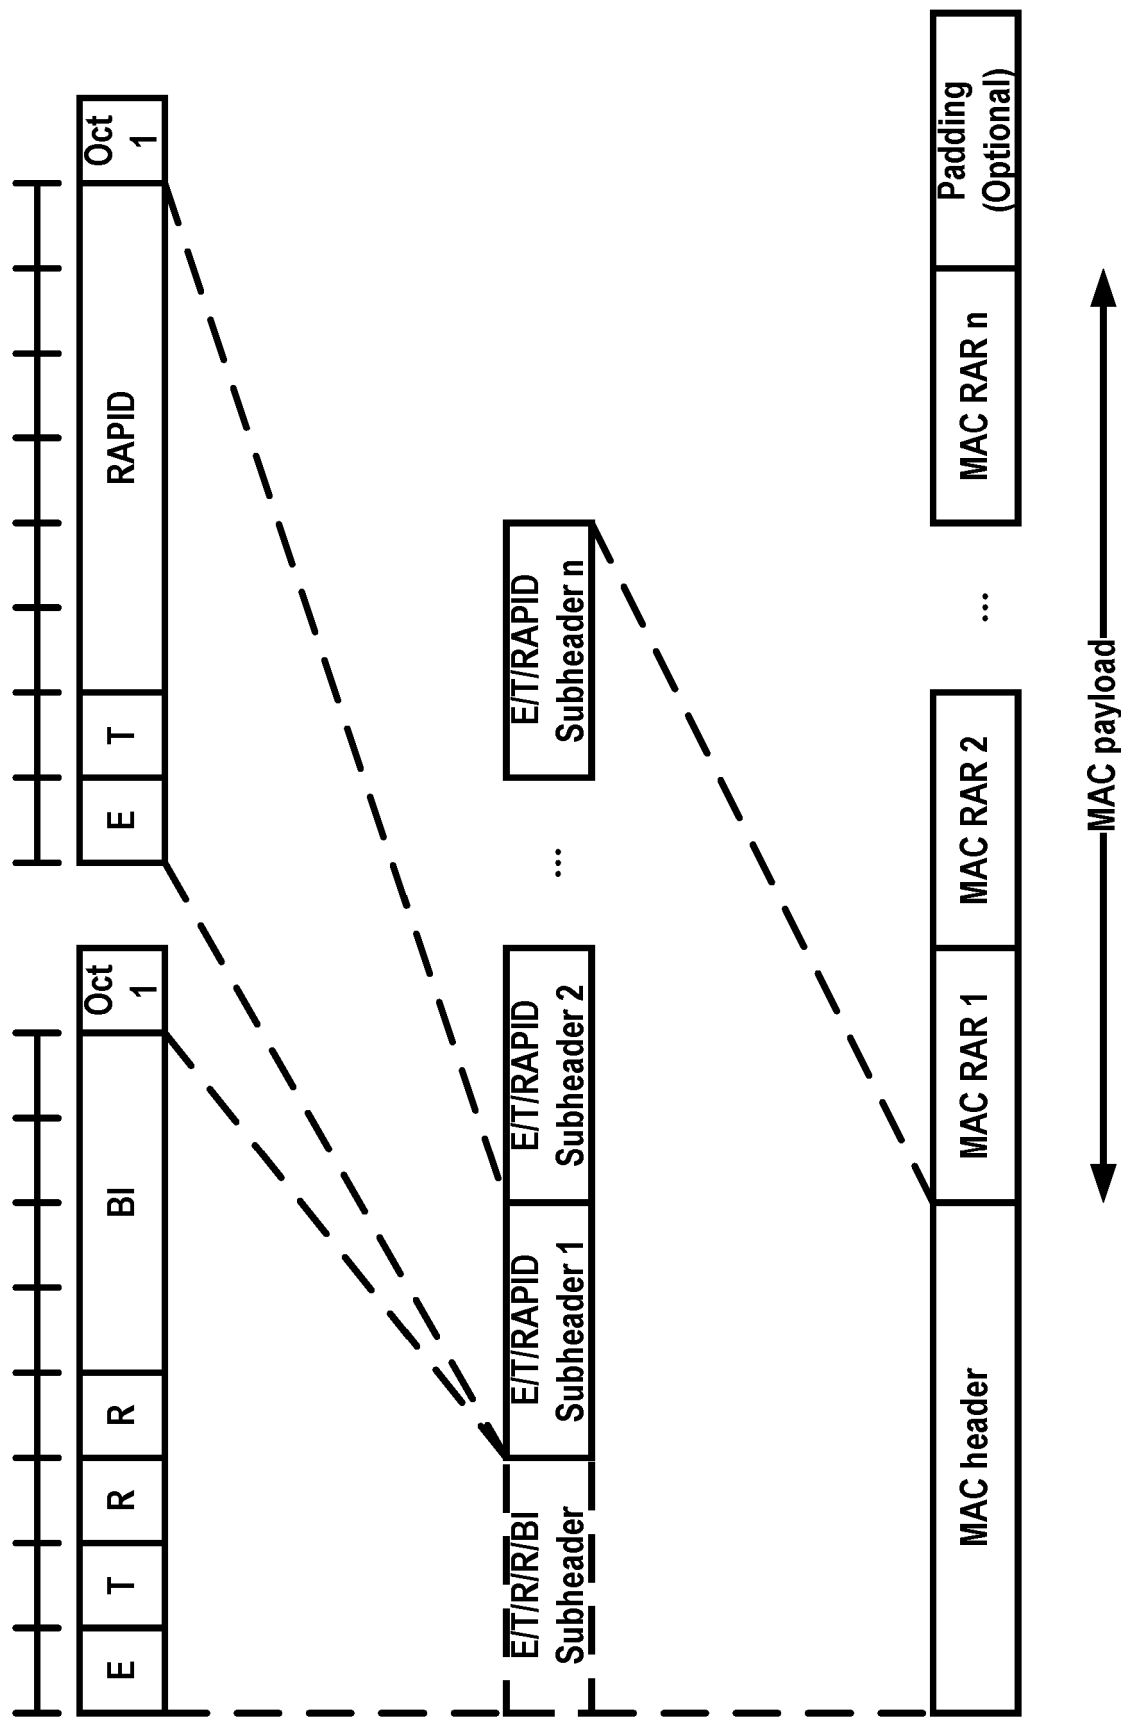 E
T
R
R
BI
Oct
1
E
T
RAPID
Oct
1
E/T/R/R/BI
Subheader
E/T/RAPID
Subheader 1
E/T/RAPID
Subheader 2
...
E/T/RAPID
Subheader n
MAC header
MAC RAR 1
MAC RAR 2
...
MAC RAR n
Padding
(Optional)
MAC payload